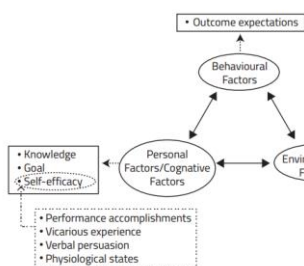 • Outcome expectations
Behavioural
Factors
• Knowledge
• Goal
• Self-efficacy
Personal
Factors/Cognative
Factors
• Performance accomplishments
• Vicarious experience
• Verbal persuasion
• Physiological states